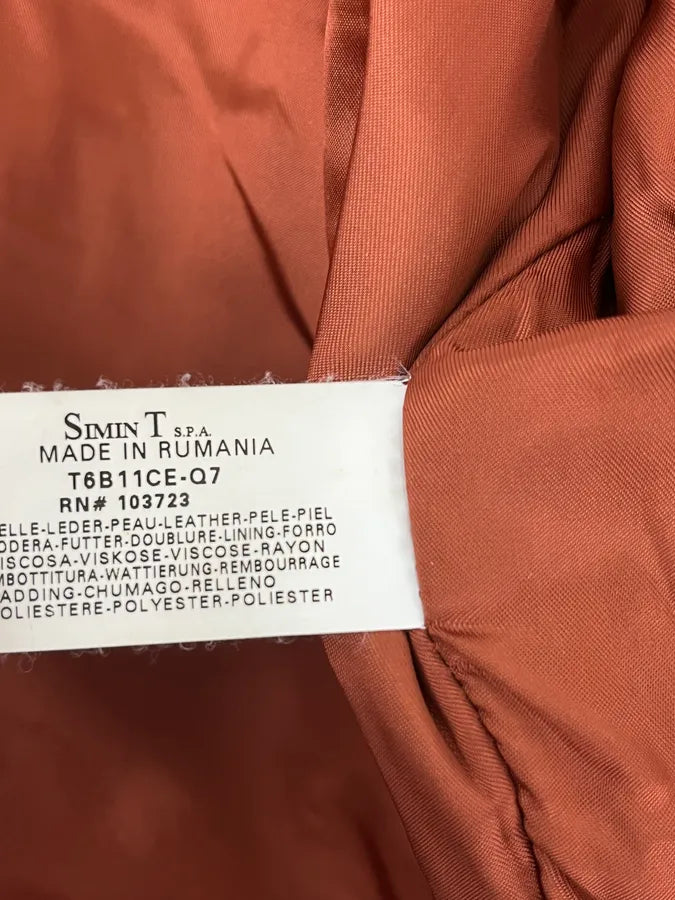 SIMIN T S.P.A.
MADE IN RUMANIA
T6B11CE-Q7
RN# 103723
ELLE-LEDER-PEAU-LEATHER-PELE-PIEL
ODERA-FUTTER-DOUBLURE-LINING-FORRO
ISCOSA-VISKOSE-VISCOSE-RAYON
MBOTTITURA-WATTIERUNG-REMBOURRAGE
ADDING-CHUMAGO-RELLENO
OLIESTERE-POLYESTER-POLIESTER